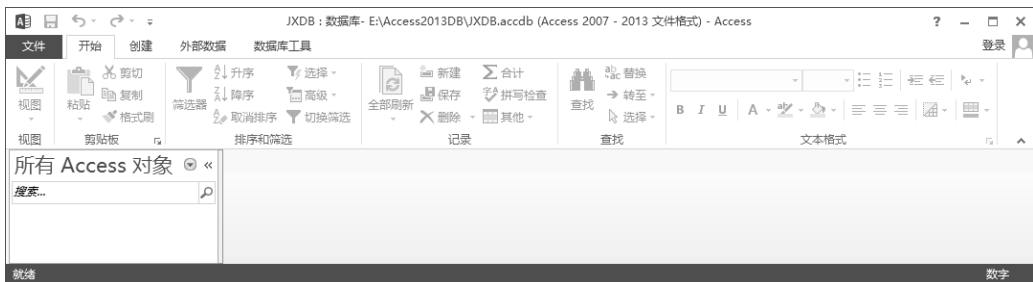 JXDB : 数据库- E:\Access2013DB\JXDB.accdb (Access 2007 - 2013 文件格式) - Access
文件 开始 创建 外部数据 数据库工具 登录
视图
视图
粘贴
剪切
复制
格式刷
剪贴板
筛选器
升序
降序
取消排序
选择
高级
切换筛选
排序和筛选
全部刷新
新建
保存
删除
合计
拼写检查
其他
记录
查找
替换
转至
选择
查找
B I U A
文本格式
所有 Access 对象
搜索...
就绪 数字